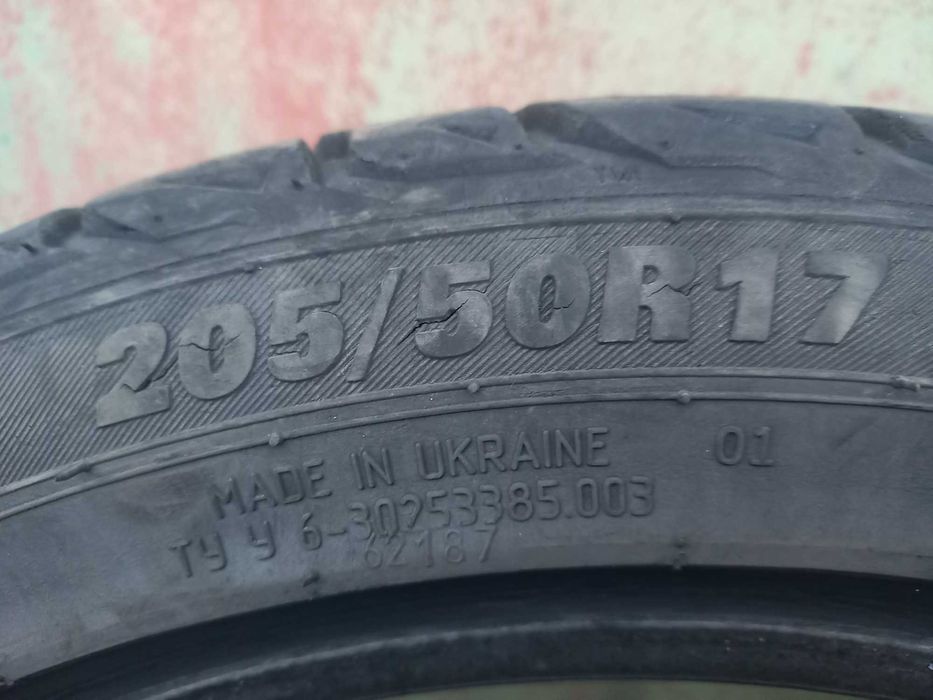 205/50R17
MADE IN UKRAINE 01
ТУ У 6-30253385.003
62187